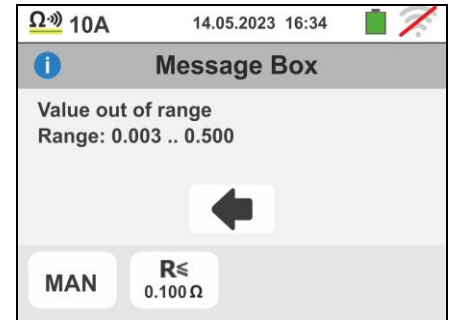 Ω 10A 14.05.2023 16:34
i Message Box
Value out of range
Range: 0.003 .. 0.500
MAN R≤
0.100 Ω